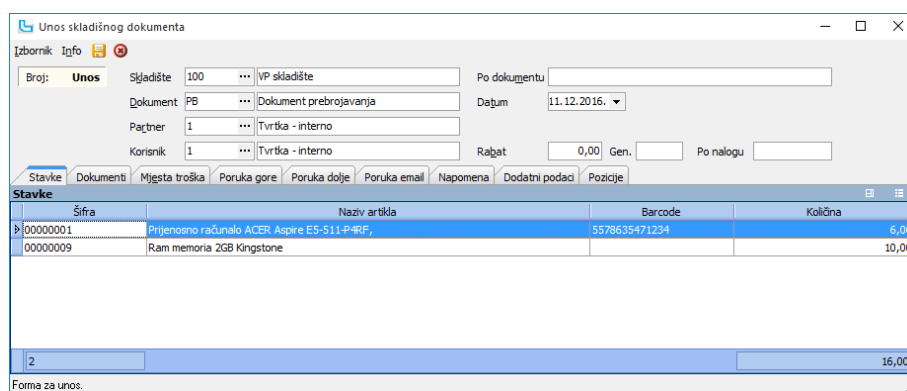 Unos skladišnog dokumenta
Izbornik Info
Broj: Unos Skladište 100 ... VP skladište Po dokumentu
Dokument PB ... Dokument prebrojavanja Datum 11.12.2016.
Partner 1 ... Tvrtka - interno
Korisnik 1 ... Tvrtka - interno Rabat 0,00 Gen. Po nalogu
Stavke Dokumenti Mjesta troška Poruka gore Poruka dolje Poruka email Napomena Dodatni podaci Pozicije
Stavke
Šifra Naziv artikla Barcode Količina
00000001 Prijenosno računalo ACER Aspire E5-511-P4RF, 5578635471234 6,00
00000009 Ram memoria 2GB Kingstone 10,00
2 16,00
Forma za unos.